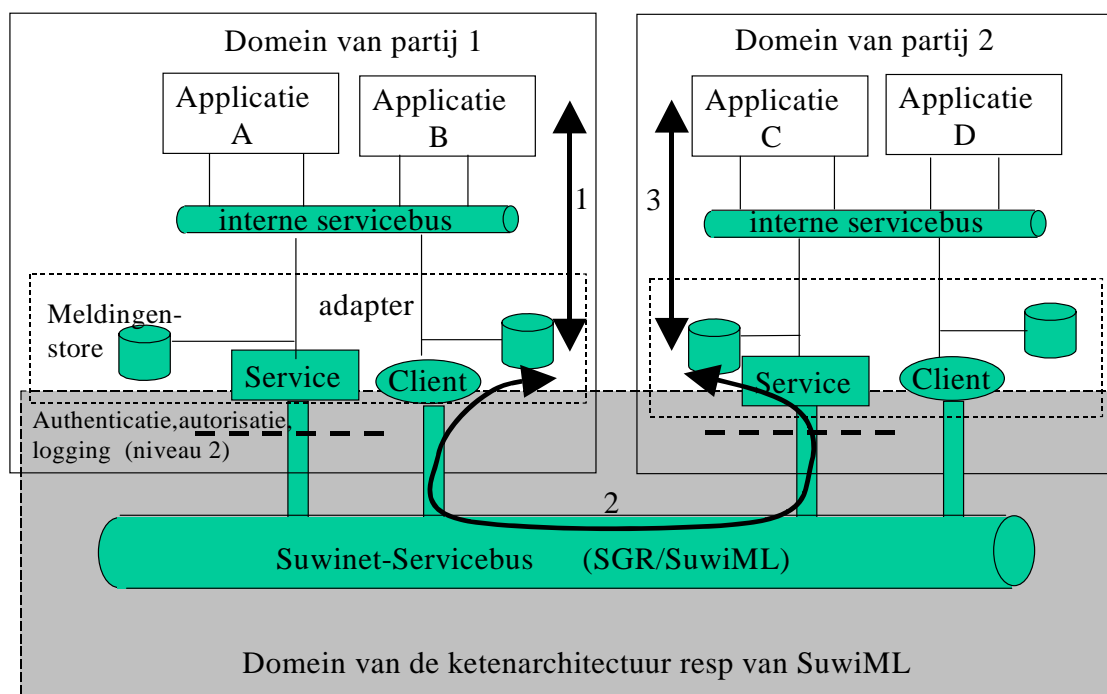 Domein van partij 1
Applicatie
A
Applicatie
B
1
interne servicebus
Meldingen-
store
adapter
Service
Client
Authenticatie,autorisatie,
logging (niveau 2)
Domein van partij 2
Applicatie
C
Applicatie
D
3
interne servicebus
Service
Client
2
Suwinet-Servicebus (SGR/SuwiML)
Domein van de ketenarchitectuur resp van SuwiML